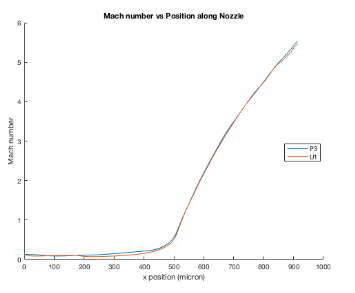 Mach number vs Position along Nozzle
6
5
4
3
2
1
0
Mach number
P3
U1
0 100 200 300 400 500 600 700 800 900 1000
x position (micron)